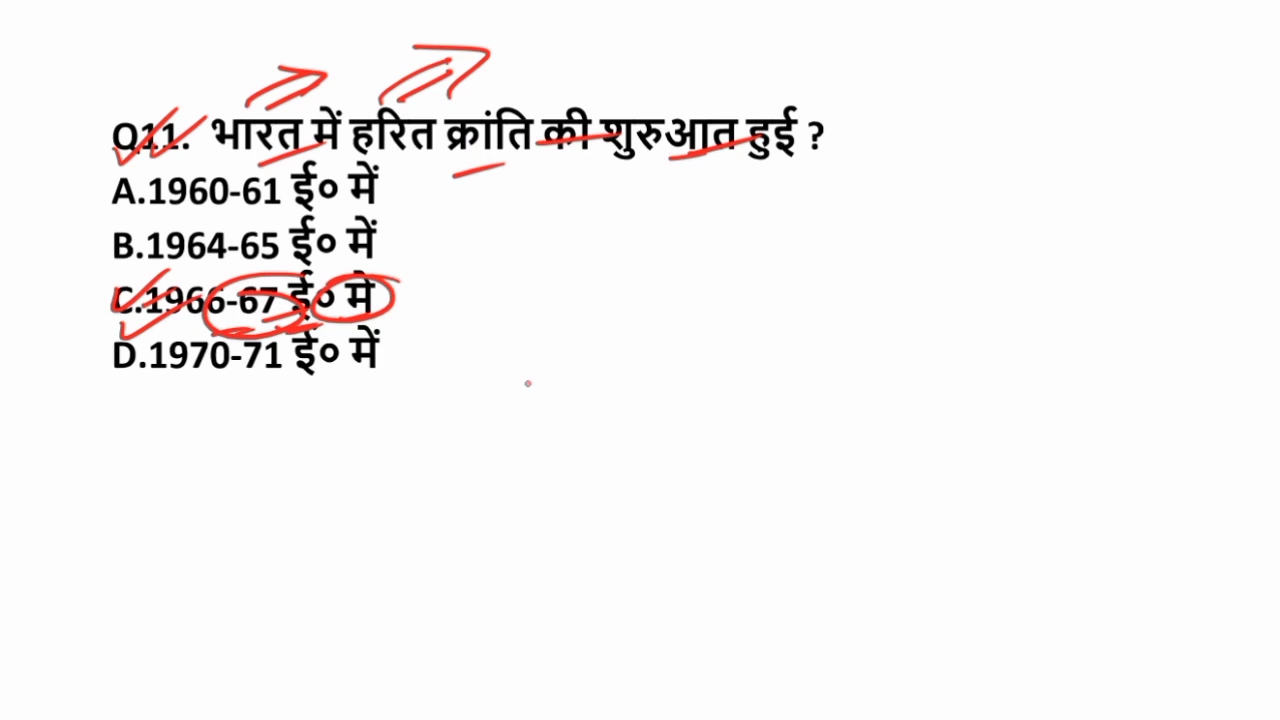 Q11. भारत में हरित क्रांति की शुरुआत हुई ?
A.1960-61 ई० में
B.1964-65 ई० में
C.1966-67 ई० में
D.1970-71 ई० में